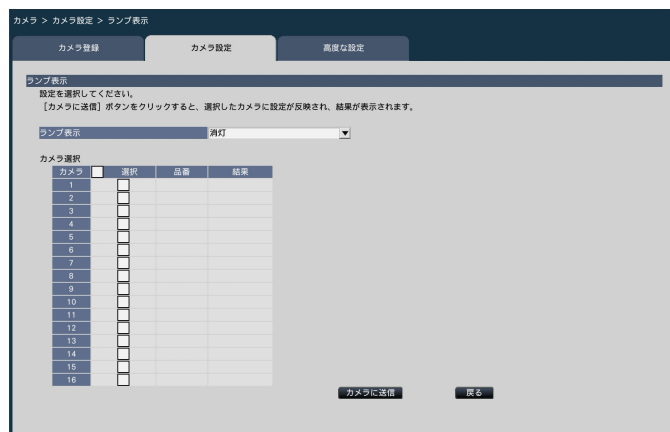 カメラ > カメラ設定 > ランプ表示
カメラ登録 カメラ設定 高度な設定
ランプ表示
設定を選択してください。
［カメラに送信］ボタンをクリックすると、選択したカメラに設定が反映され、結果が表示されます。
ランプ表示 消灯
カメラ選択
カメラ 選択 品番 結果
1
2
3
4
5
6
7
8
9
10
11
12
13
14
15
16
カメラに送信 戻る